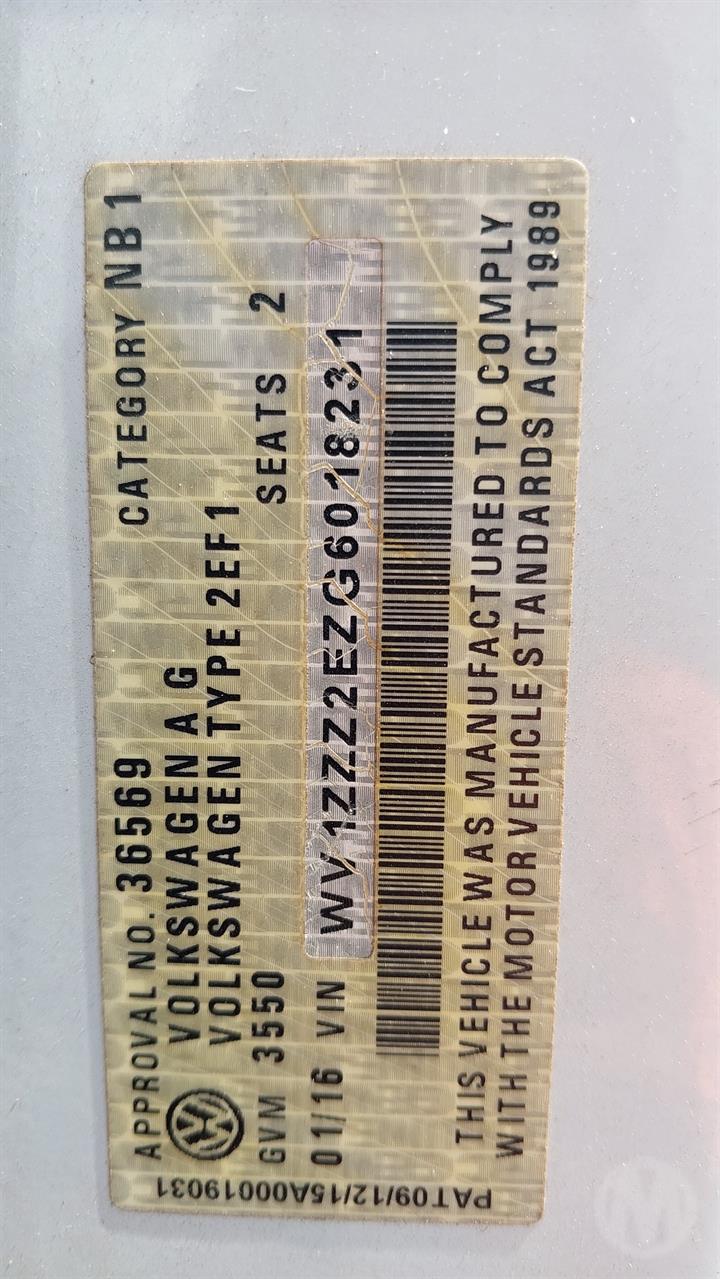 APPROVAL NO. 36569 CATEGORY NB1
VOLKSWAGEN AG
VOLKSWAGEN TYPE 2EF1
GVM 3550 SEATS 2
01/16 VIN WV1ZZZ2EZG6018231
THIS VEHICLE WAS MANUFACTURED TO COMPLY
WITH THE MOTOR VEHICLE STANDARDS ACT 1989
PAT09/12/15A00019031